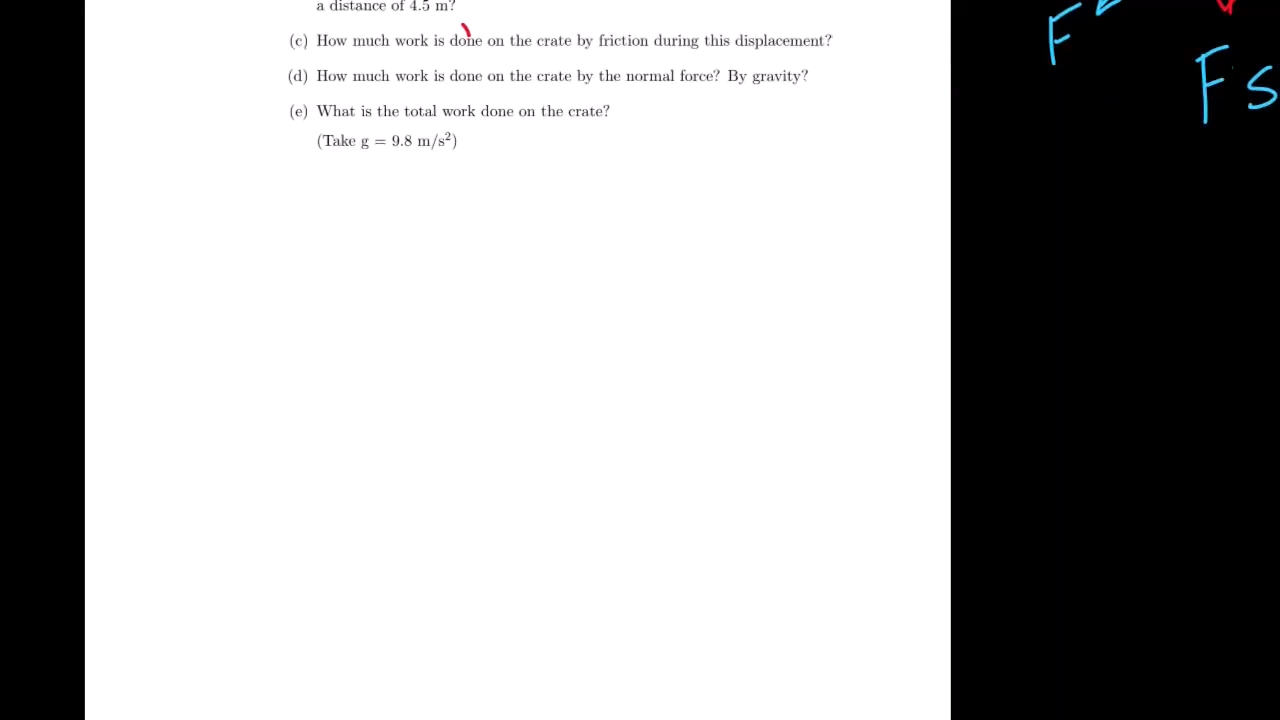 a distance of 4.5 m?
(c) How much work is done on the crate by friction during this displacement?
(d) How much work is done on the crate by the normal force? By gravity?
(e) What is the total work done on the crate?
(Take g = 9.8 m/s²)
F
F s